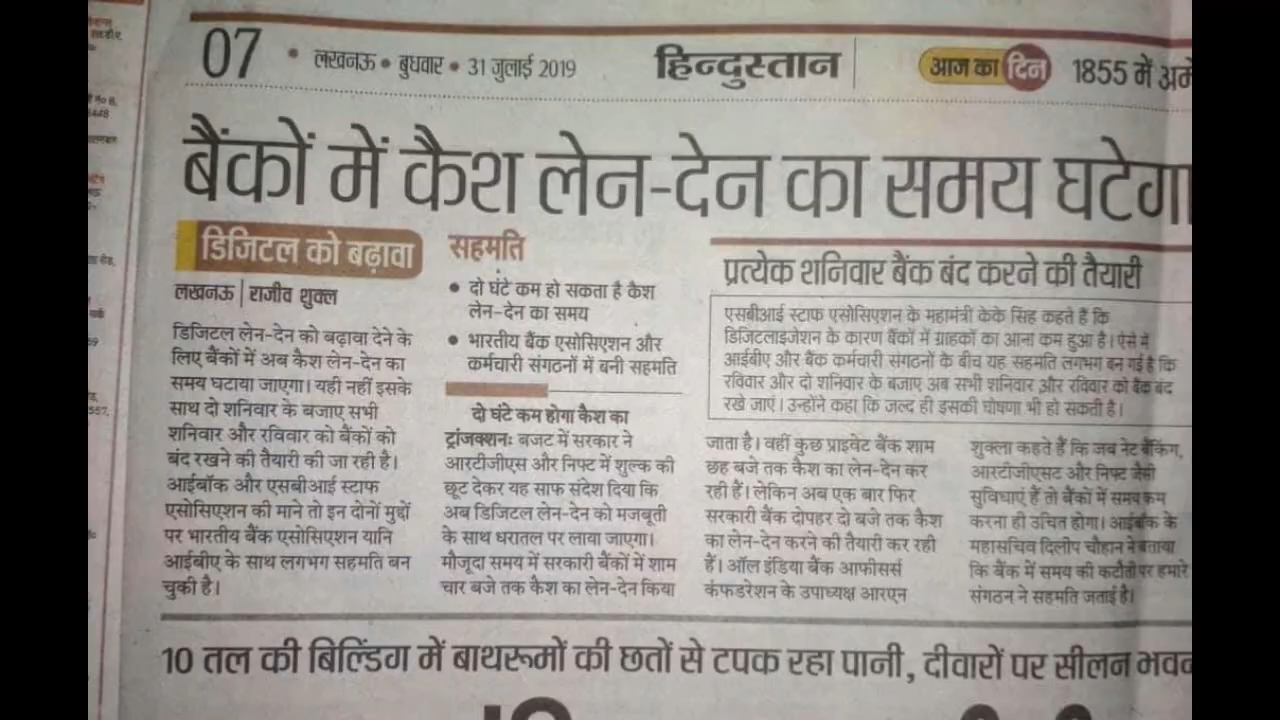 07 • लखनऊ • बुधवार • 31 जुलाई 2019
हिन्दुस्तान
आज का दिन
1855 में
बैंकों में कैश लेन-देन का समय घटेगा
डिजिटल को बढ़ावा
लखनऊ | राजीव शुक्ल
डिजिटल लेन-देन को बढ़ावा देने के
लिए बैंकों में अब कैश लेन-देन का
समय घटाया जाएगा। यही नहीं इसके
साथ दो शनिवार के बजाए सभी
शनिवार और रविवार को बैंकों को
बंद रखने की तैयारी की जा रही है।
आईबॉक और एसबीआई स्टाफ
एसोसिएशन की माने तो इन दोनों मुद्दों
पर भारतीय बैंक एसोसिएशन यानि
आईबीए के साथ लगभग सहमति बन
चुकी है।
सहमति
• दो घंटे कम हो सकता है कैश
लेन-देन का समय
• भारतीय बैंक एसोसिएशन और
कर्मचारी संगठनों में बनी सहमति
दो घंटे कम होगा कैश का
ट्रांजक्शन: बजट में सरकार ने
आरटीजीएस और निफ्ट में शुल्क की
छूट देकर यह साफ संदेश दिया कि
अब डिजिटल लेन-देन को मजबूती
के साथ धरातल पर लाया जाएगा।
मौजूदा समय में सरकारी बैंकों में शाम
चार बजे तक कैश का लेन-देन किया
प्रत्येक शनिवार बैंक बंद करने की तैयारी
एसबीआई स्टाफ एसोसिएशन के महामंत्री केके सिंह कहते हैं कि
डिजिटलाइजेशन के कारण बैंकों में ग्राहकों का आना कम हुआ है। ऐसे में
आईबीए और बैंक कर्मचारी संगठनों के बीच यह सहमति लगभग बन गई है कि
रविवार और दो शनिवार के बजाए अब सभी शनिवार और रविवार को बैंक बंद
रखे जाएं। उन्होंने कहा कि जल्द ही इसकी घोषणा भी हो सकती है।
जाता है। वहीं कुछ प्राइवेट बैंक शाम
छह बजे तक कैश का लेन-देन कर
रही हैं। लेकिन अब एक बार फिर
सरकारी बैंक दोपहर दो बजे तक कैश
का लेन-देन करने की तैयारी कर रही
हैं। ऑल इंडिया बैंक आफीसर्स
कंफडरेशन के उपाध्यक्ष आरएन
शुक्ला कहते हैं कि जब नेट बैंकिंग,
आरटीजीएसट और निफ्ट जैसी
सुविधाएं हैं तो बैंकों में समय कम
करना ही उचित होगा। आईबॉक के
महासचिव दिलीप चौहान ने बताया
कि बैंक में समय की कटौती पर हमारे
संगठन ने सहमति जताई है।
10 तल की बिल्डिंग में बाथरूमों की छतों से टपक रहा पानी, दीवारों पर सीलन